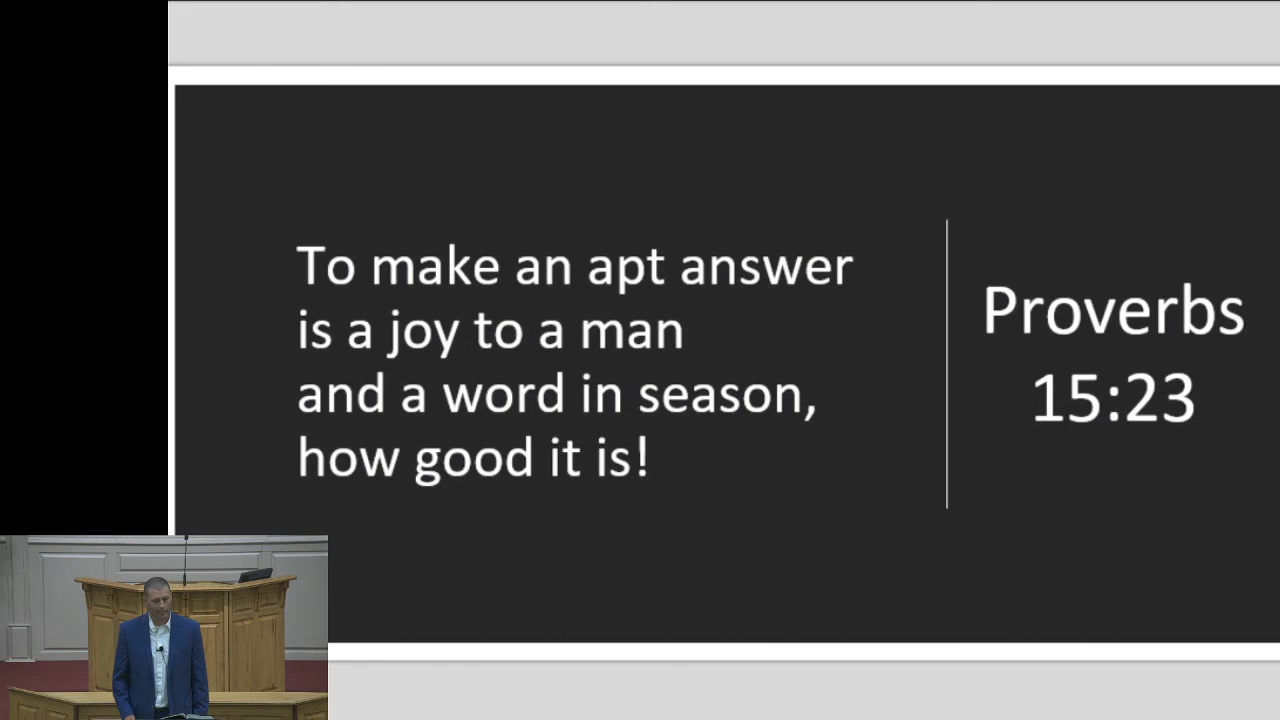 To make an apt answer
is a joy to a man
and a word in season,
how good it is!
Proverbs
15:23